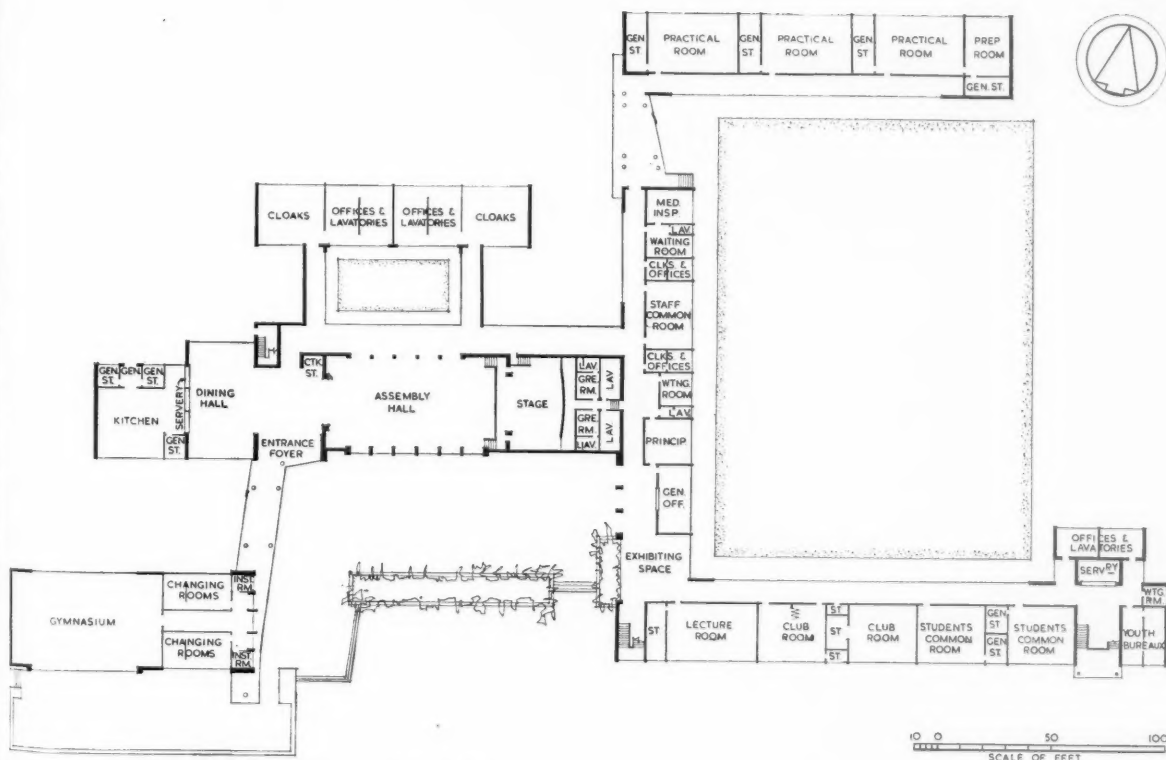 GEN.
ST.
PRACTICAL
ROOM
GEN.
ST.
PRACTICAL
ROOM
GEN.
ST.
PRACTICAL
ROOM
PREP
ROOM
GEN. ST.
CLOAKS
OFFICES &
LAVATORIES
OFFICES &
LAVATORIES
CLOAKS
MED.
INSP.
LAV.
WAITING
ROOM
CLKS. &
OFFICES
STAFF
COMMON
ROOM
CLKS. &
OFFICES
WTNG.
ROOM
LAV.
PRINCIP.
GEN.
OFF.
GEN.
ST.
GEN.
GEN.
ST.
KITCHEN
SERVERY
GEN
ST.
DINING
HALL
ENTRANCE
FOYER
ST.
ASSEMBLY
HALL
STAGE
LAV.
GRE.
RM.
LAV
GRE.
RM.
LAV.
LAV
EXHIBITING
SPACE
OFFICES &
LAVATORIES
SERVRY
WTG.
RM.
GYMNASIUM
CHANGING
ROOMS
INST.
RM.
CHANGING
ROOMS
INST.
RM.
ST
LECTURE
ROOM
CLUB
ROOM
ST.
ST
ST.
CLUB
ROOM
STUDENTS
COMMON
ROOM
GEN
ST
GEN.
ST.
STUDENTS
COMMON
ROOM
YOUTH
BUREAUX
10 0 50 100
SCALE OF FEET